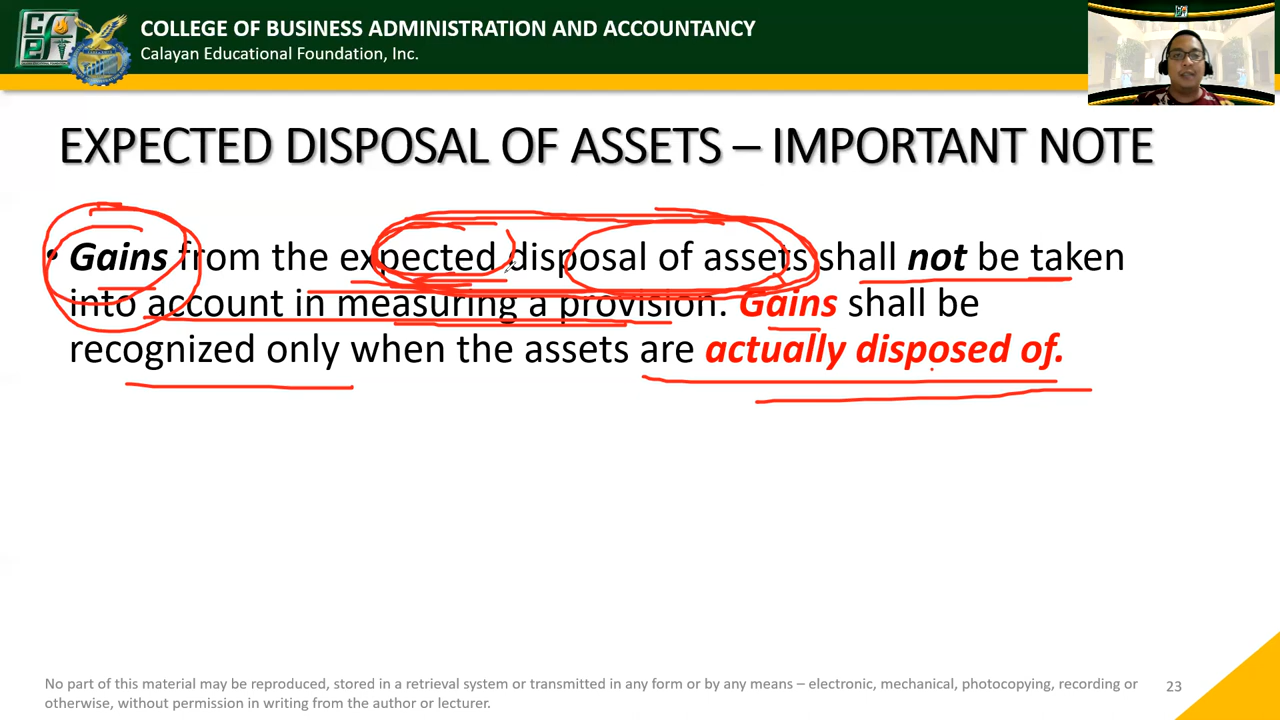 COLLEGE OF BUSINESS ADMINISTRATION AND ACCOUNTANCY
Calayan Educational Foundation, Inc.
EXPECTED DISPOSAL OF ASSETS – IMPORTANT NOTE
• Gains from the expected disposal of assets shall not be taken
into account in measuring a provision. Gains shall be
recognized only when the assets are actually disposed of.
No part of this material may be reproduced, stored in a retrieval system or transmitted in any form or by any means – electronic, mechanical, photocopying, recording or
otherwise, without permission in writing from the author or lecturer.
23